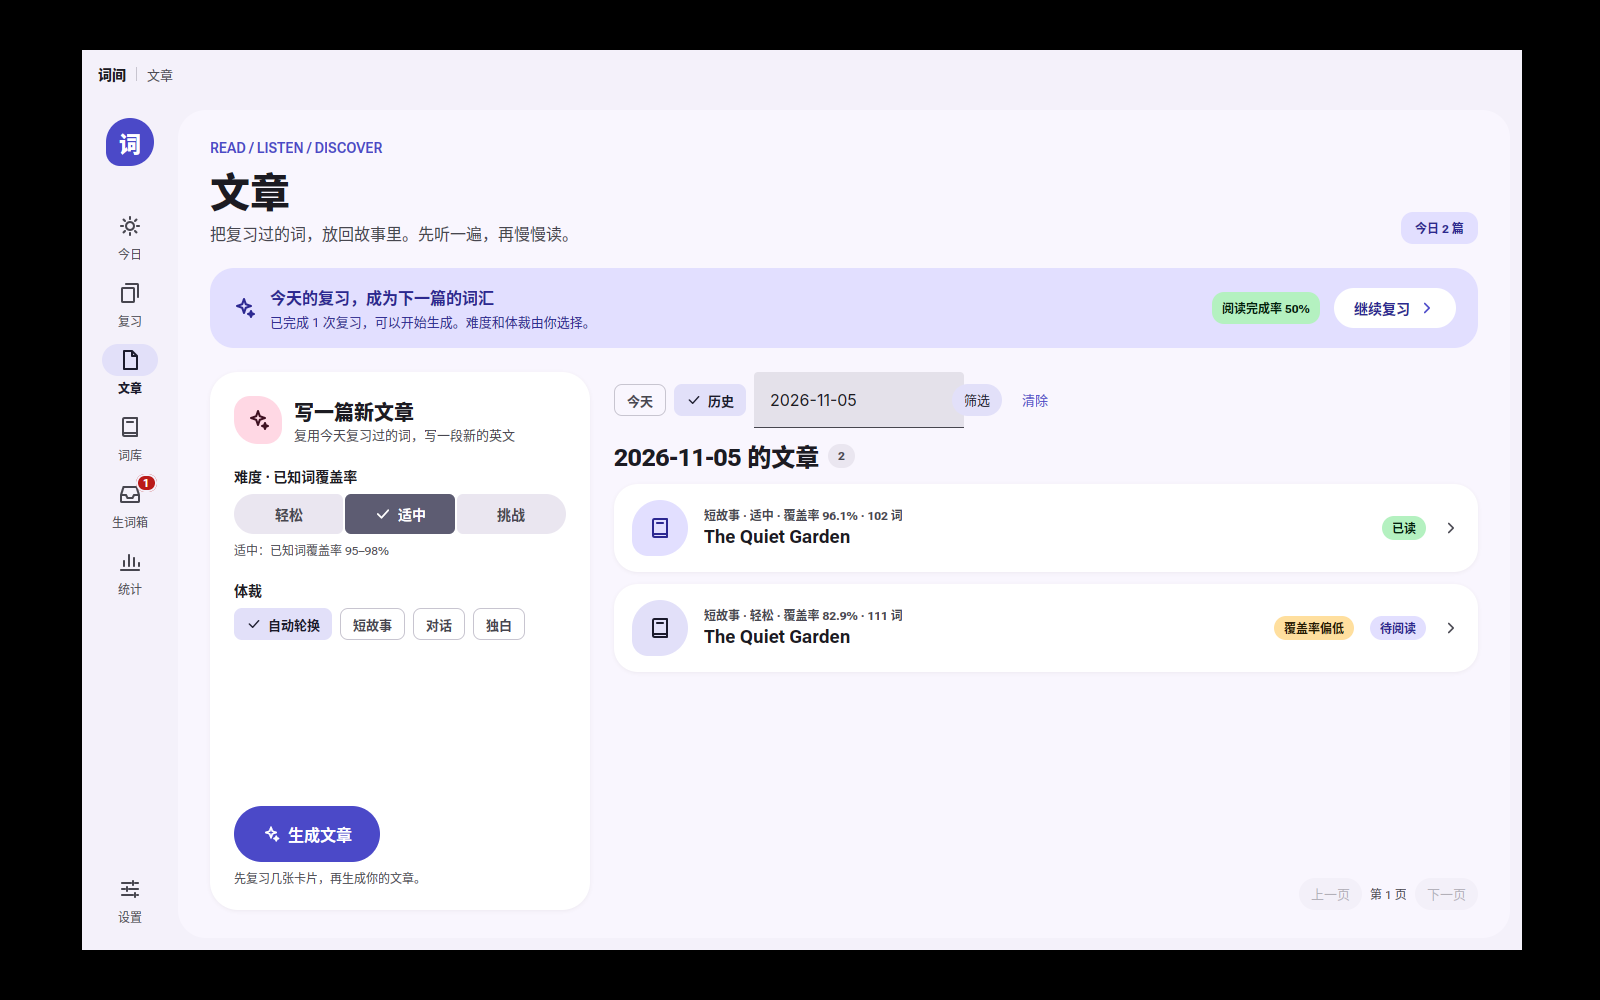 词间 文章
词
今日
复习
文章
词库
1
生词箱
统计
设置
READ / LISTEN / DISCOVER
文章
把复习过的词，放回故事里。先听一遍，再慢慢读。
今日 2 篇
今天的复习，成为下一篇的词汇
已完成 1 次复习，可以开始生成。难度和体裁由你选择。
阅读完成率 50%
继续复习
写一篇新文章
复用今天复习过的词，写一段新的英文
难度 · 已知词覆盖率
轻松 适中 挑战
适中：已知词覆盖率 95–98%
体裁
自动轮换 短故事 对话 独白
生成文章
先复习几张卡片，再生成你的文章。
今天 历史 2026-11-05 筛选 清除
2026-11-05 的文章 2
短故事 · 适中 · 覆盖率 96.1% · 102 词
The Quiet Garden
已读
短故事 · 轻松 · 覆盖率 82.9% · 111 词
The Quiet Garden
覆盖率偏低 待阅读
上一页 第 1 页 下一页